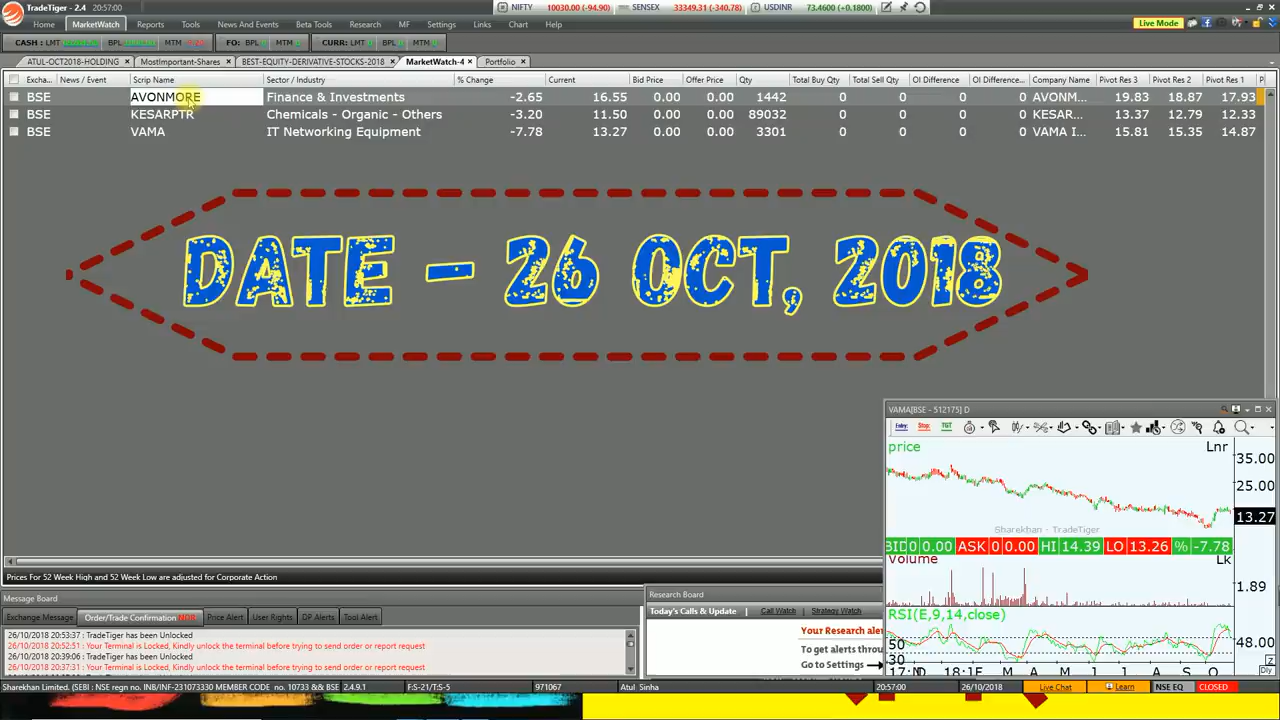 TradeTiger - 2.4 20:57:00 NIFTY 10030.00 (-94.90) SENSEX 33349.31 (-340.78) USDINR 73.4600 (+0.1800)
Home MarketWatch Reports Tools News And Events Beta Tools Research MF Settings Links Chart Help Live Mode
CASH : LMT BPL MTM FO: BPL MTM CURR: LMT BPL MTM
ATUL-OCT2018-HOLDING MostImportant-Shares BEST-EQUITY-DERIVATIVE-STOCKS-2018 MarketWatch-4 Portfolio
Excha... News / Event Scrip Name Sector / Industry % Change Current Bid Price Offer Price Qty Total Buy Qty Total Sell Qty OI Difference OI Difference... Company Name Pivot Res 3 Pivot Res 2 Pivot Res 1 P
BSE AVONMORE Finance & Investments -2.65 16.55 0.00 0.00 1442 0 0 0 0 AVONM... 19.83 18.87 17.93
BSE KESARPTR Chemicals - Organic - Others -3.20 11.50 0.00 0.00 89032 0 0 0 0 KESAR... 13.37 12.79 12.33
BSE VAMA IT Networking Equipment -7.78 13.27 0.00 0.00 3301 0 0 0 0 VAMA I... 15.81 15.35 14.87
DATE - 26 OCT, 2018
VAMA[BSE - 512175] D
Entry Stop TGT
price Lnr
35.00
25.00
13.27
Sharekhan - TradeTiger
BID 0 0.00 ASK 0 0.00 HI 14.39 LO 13.26 % -7.78
Volume Lk
1.89
RSI(E,9,14,close)
50 48.00
30
17:N D 18:1 F M A M J J A S O Z
Dly
Prices For 52 Week High and 52 Week Low are adjusted for Corporate Action
Message Board
Exchange Message Order/Trade Confirmation Price Alert User Rights DP Alerts Tool Alert
26/10/2018 20:53:37 : TradeTiger has been Unlocked
26/10/2018 20:52:51 : Your Terminal is Locked, Kindly unlock the terminal before trying to send order or report request
26/10/2018 20:39:06 : TradeTiger has been Unlocked
26/10/2018 20:37:31 : Your Terminal is Locked, Kindly unlock the terminal before trying to send order or report request
Research Board
Today's Calls & Update Call Watch Strategy Watch
Your Research aler
To get alerts throu
Go to Settings
Sharekhan Limited. (SEBI : NSE regn no. INB/INF-231073330 MEMBER CODE no. 10733 && BSE 2.4.9.1 F:S-21/T:S-5 971067 Atul Sinha 20:57:00 26/10/2018 Live Chat Learn NSE EQ CLOSED